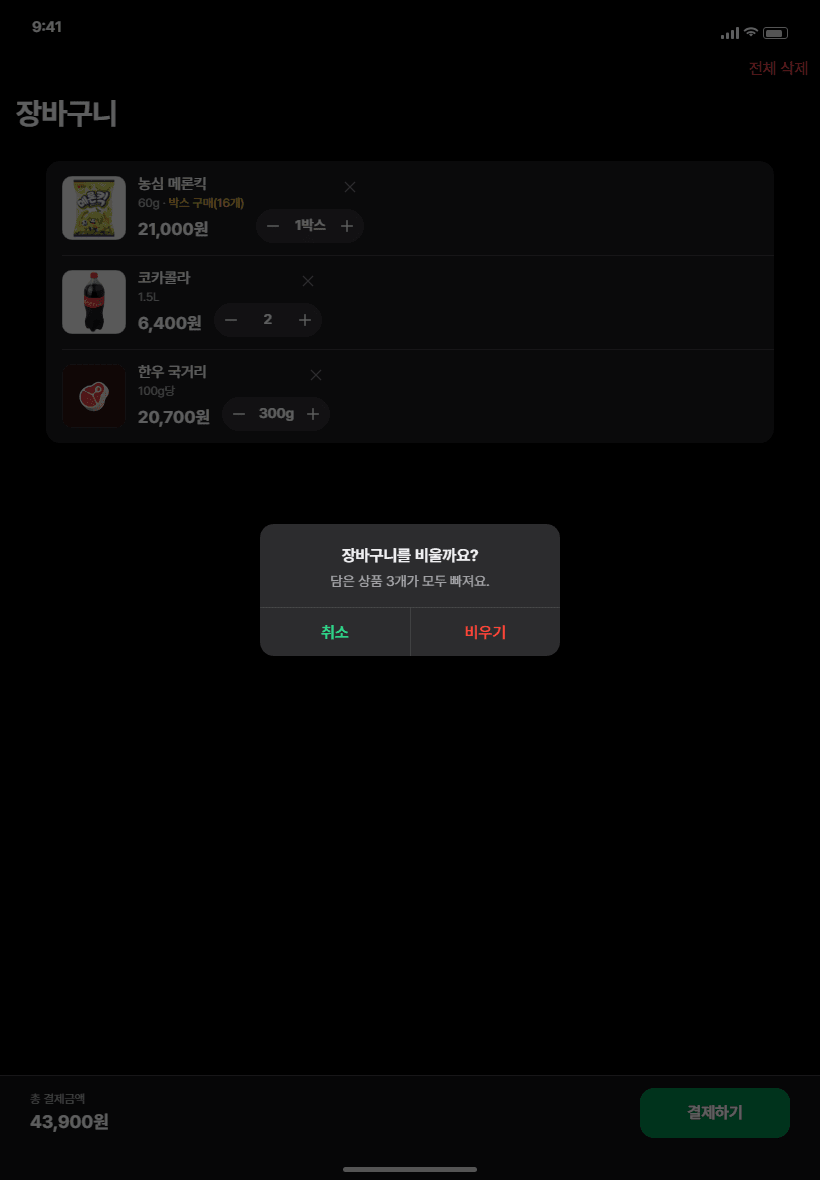 9:41
전체 삭제
장바구니
농심 메론킥
60g · 박스 구매(16개)
21,000원
1박스
코카콜라
1.5L
6,400원
2
한우 국거리
100g당
20,700원
300g
장바구니를 비울까요?
담은 상품 3개가 모두 빠져요.
취소
비우기
총 결제금액
43,900원
결제하기